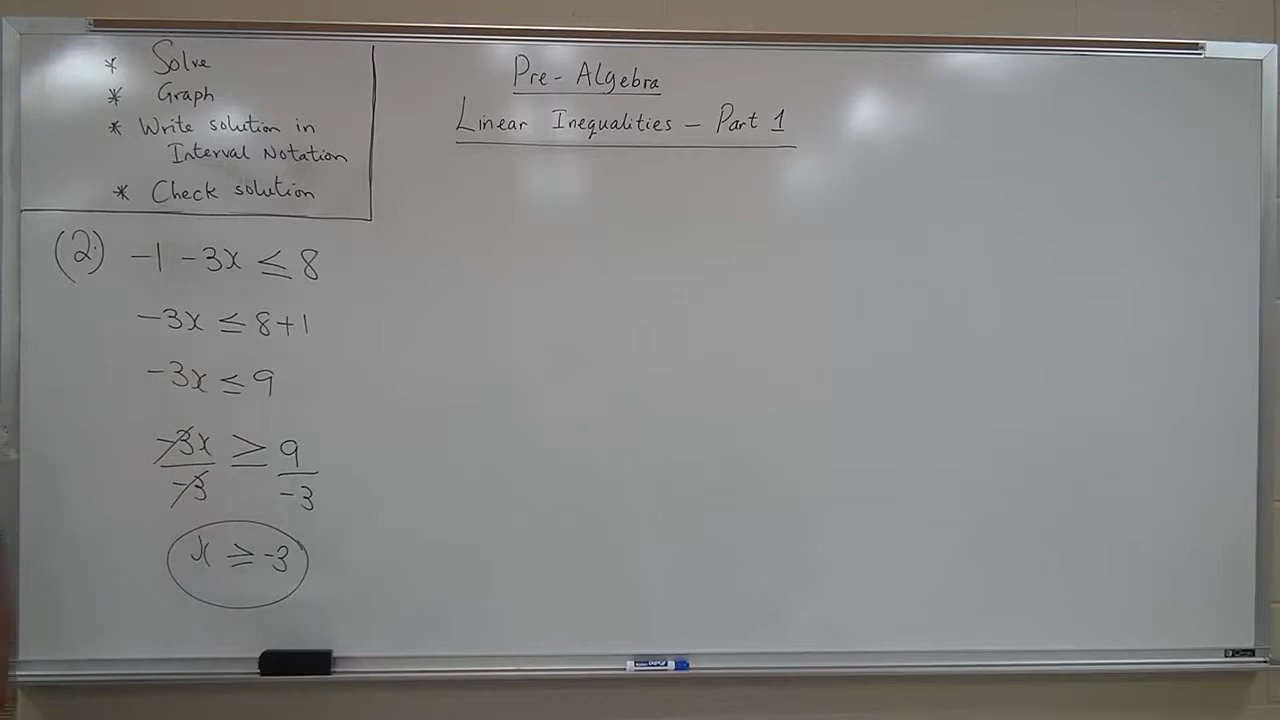 * Solve
* Graph
* Write solution in
Interval Notation
* Check solution
Pre-Algebra
Linear Inequalities – Part 1
(2.) -1 - 3x ≤ 8
-3x ≤ 8+1
-3x ≤ 9
-3x/-3 ≥ 9/-3
x ≥ -3
EXPO